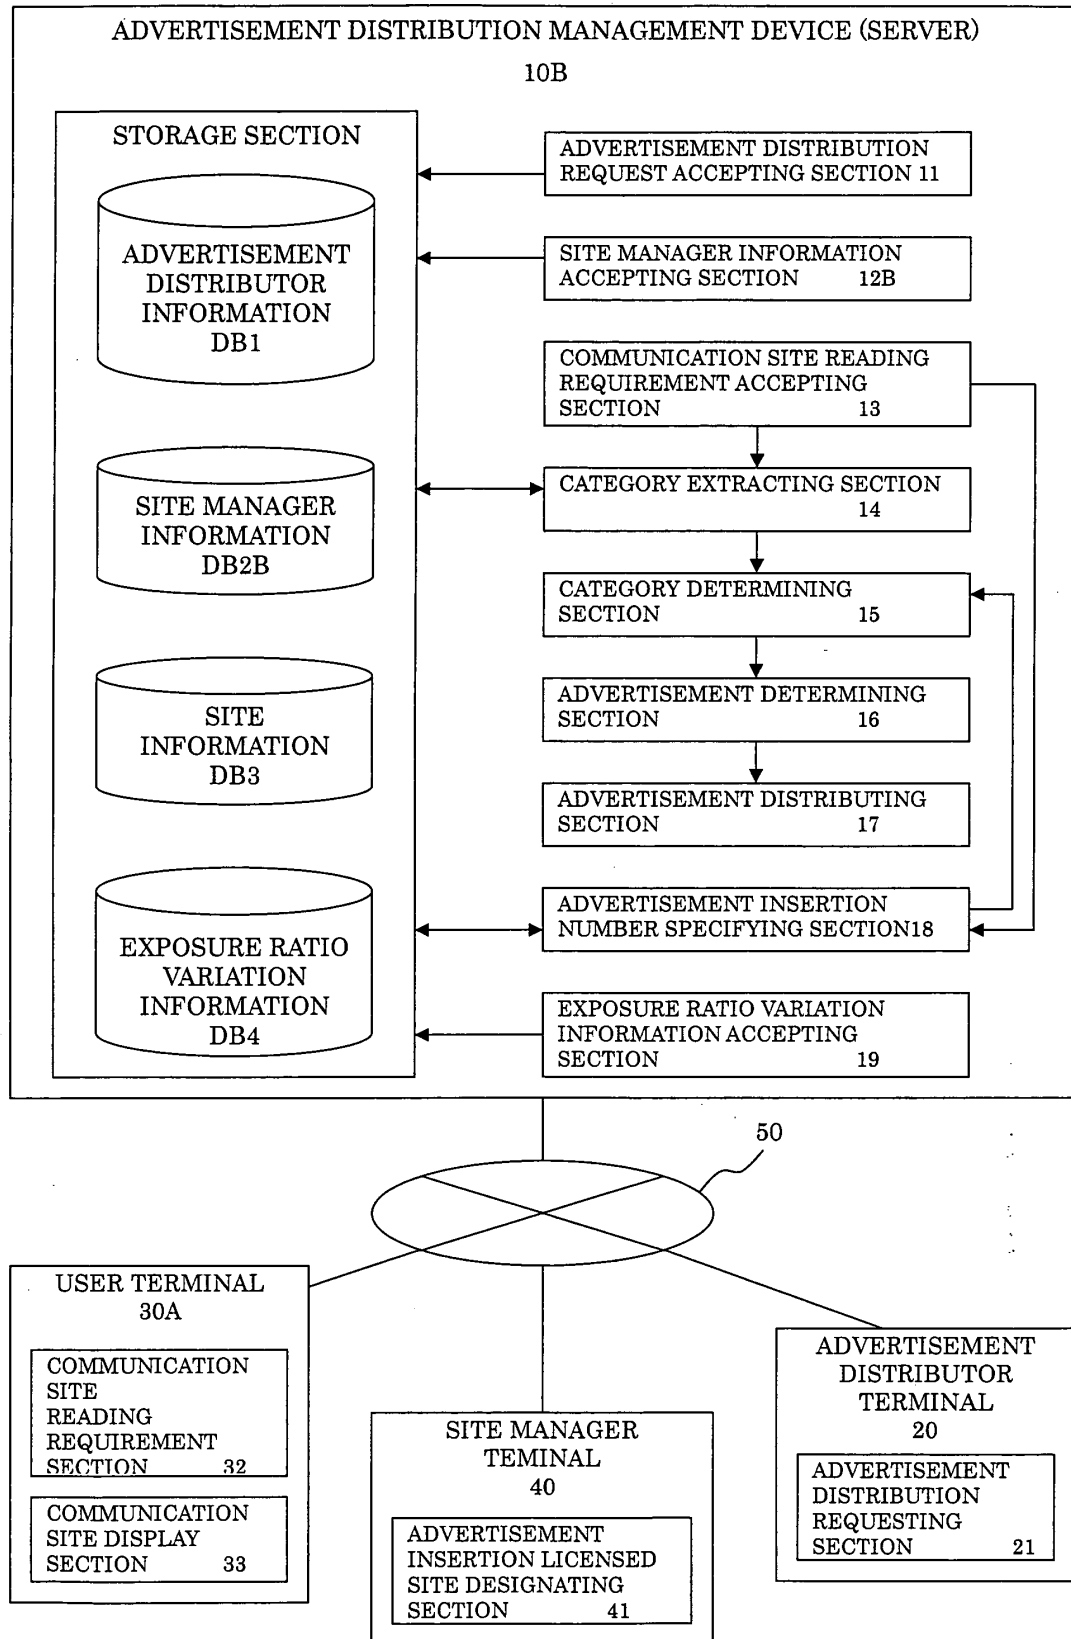 ADVERTISEMENT DISTRIBUTION MANAGEMENT DEVICE (SERVER)
10B
STORAGE SECTION
ADVERTISEMENT
DISTRIBUTOR
INFORMATION
DB1
SITE MANAGER
INFORMATION
DB2B
SITE
INFORMATION
DB3
EXPOSURE RATIO
VARIATION
INFORMATION
DB4
ADVERTISEMENT DISTRIBUTION
REQUEST ACCEPTING SECTION 11
SITE MANAGER INFORMATION
ACCEPTING SECTION 12B
COMMUNICATION SITE READING
REQUIREMENT ACCEPTING
SECTION 13
CATEGORY EXTRACTING SECTION
14
CATEGORY DETERMINING
SECTION 15
ADVERTISEMENT DETERMINING
SECTION 16
ADVERTISEMENT DISTRIBUTING
SECTION 17
ADVERTISEMENT INSERTION
NUMBER SPECIFYING SECTION18
EXPOSURE RATIO VARIATION
INFORMATION ACCEPTING
SECTION 19
50
USER TERMINAL
30A
COMMUNICATION
SITE
READING
REQUIREMENT
SECTION 32
COMMUNICATION
SITE DISPLAY
SECTION 33
SITE MANAGER
TEMINAL
40
ADVERTISEMENT
INSERTION LICENSED
SITE DESIGNATING
SECTION 41
ADVERTISEMENT
DISTRIBUTOR
TERMINAL
20
ADVERTISEMENT
DISTRIBUTION
REQUESTING
SECTION 21